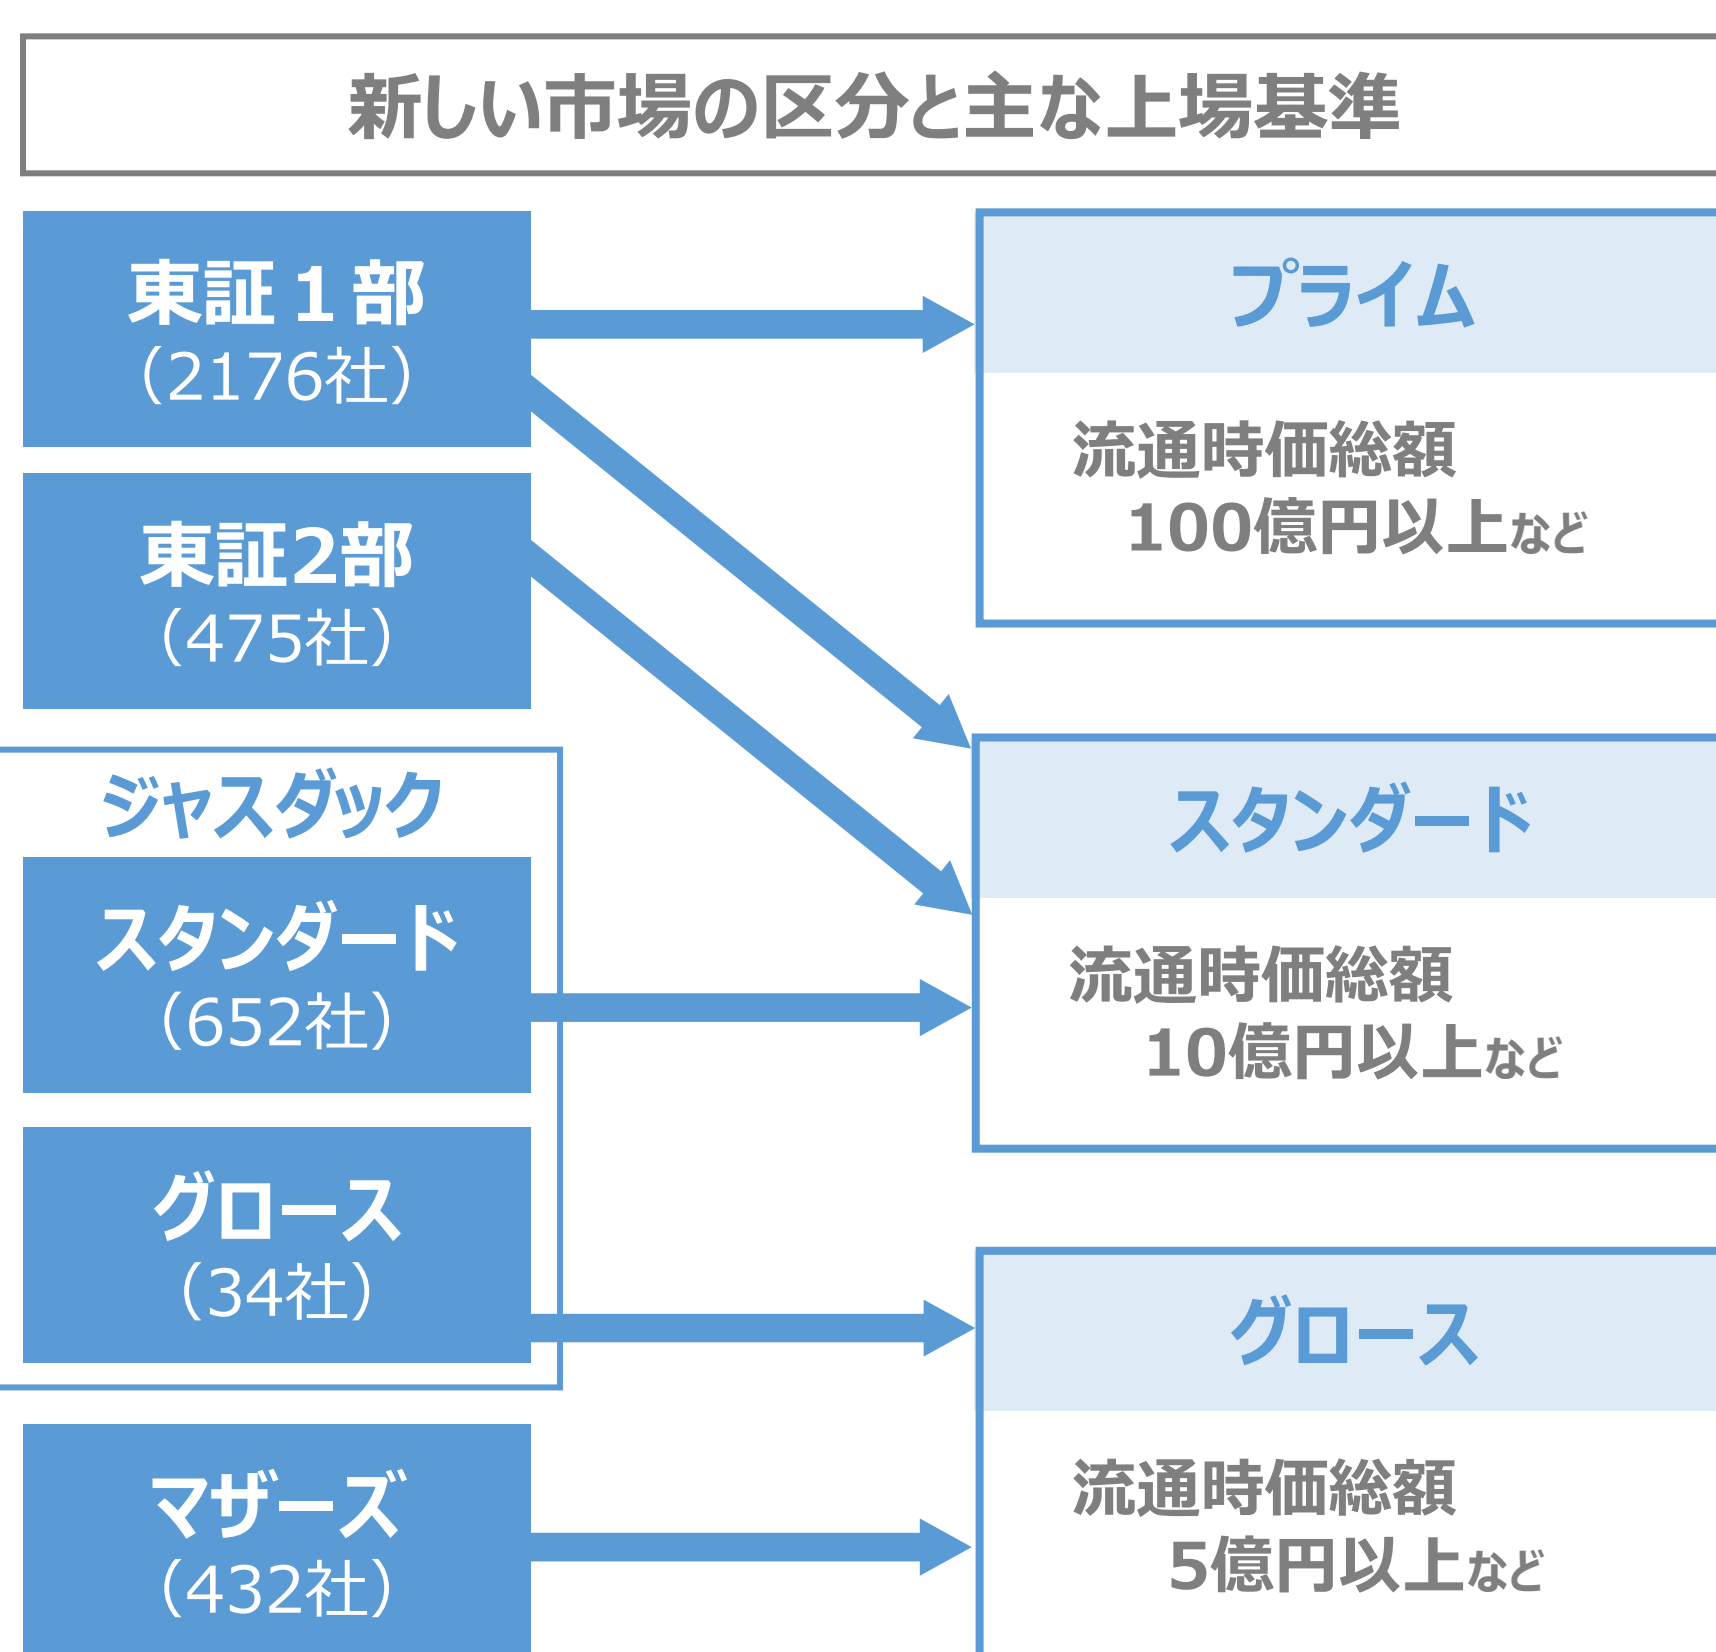 新しい市場の区分と主な上場基準
東証１部
（2176社）
東証2部
（475社）
ジャスダック
スタンダード
（652社）
グロース
（34社）
マザーズ
（432社）
プライム
流通時価総額
100億円以上など
スタンダード
流通時価総額
10億円以上など
グロース
流通時価総額
5億円以上など